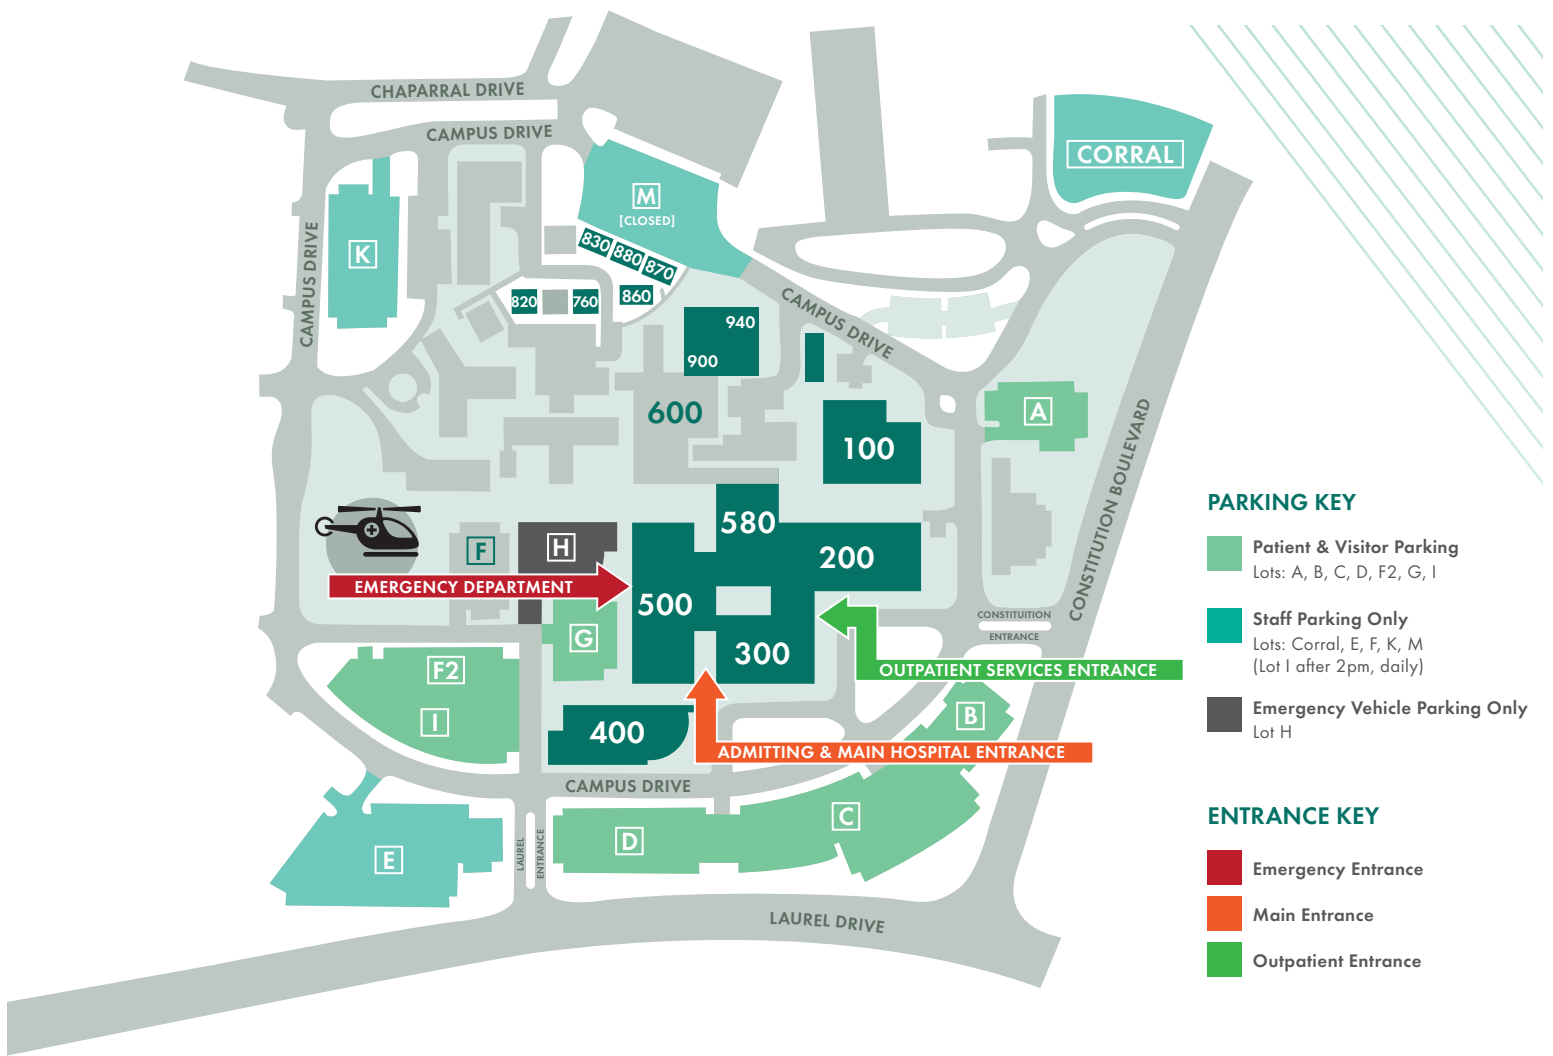 CHAPARRAL DRIVE
CAMPUS DRIVE
CORRAL
M
[CLOSED]
K
CAMPUS DRIVE
830
880
870
860
820
760
CAMPUS DRIVE
940
900
600
100
A
CONSTITUTION BOULEVARD
580
200
F
H
EMERGENCY DEPARTMENT
500
G
300
CONSTITUITION
ENTRANCE
OUTPATIENT SERVICES ENTRANCE
F2
I
B
400
ADMITTING & MAIN HOSPITAL ENTRANCE
CAMPUS DRIVE
C
D
E
LAUREL
ENTRANCE
LAUREL DRIVE
PARKING KEY
Patient & Visitor Parking
Lots: A, B, C, D, F2, G, I
Staff Parking Only
Lots: Corral, E, F, K, M
(Lot I after 2pm, daily)
Emergency Vehicle Parking Only
Lot H
ENTRANCE KEY
Emergency Entrance
Main Entrance
Outpatient Entrance